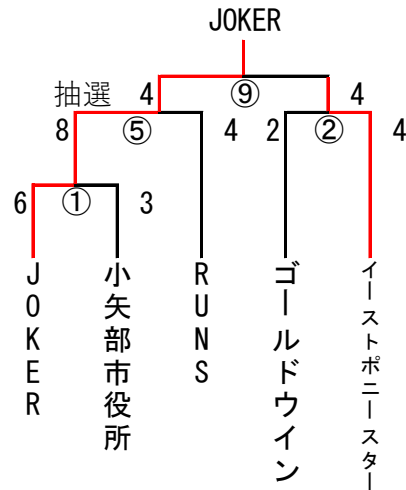 JOKER
抽選 4 ⑨ 4
8 ⑤ 4 2 ② 4
6 ① 3
JOKER
小矢部市役所
RUNS
ゴールドウイン
イーストポニースター